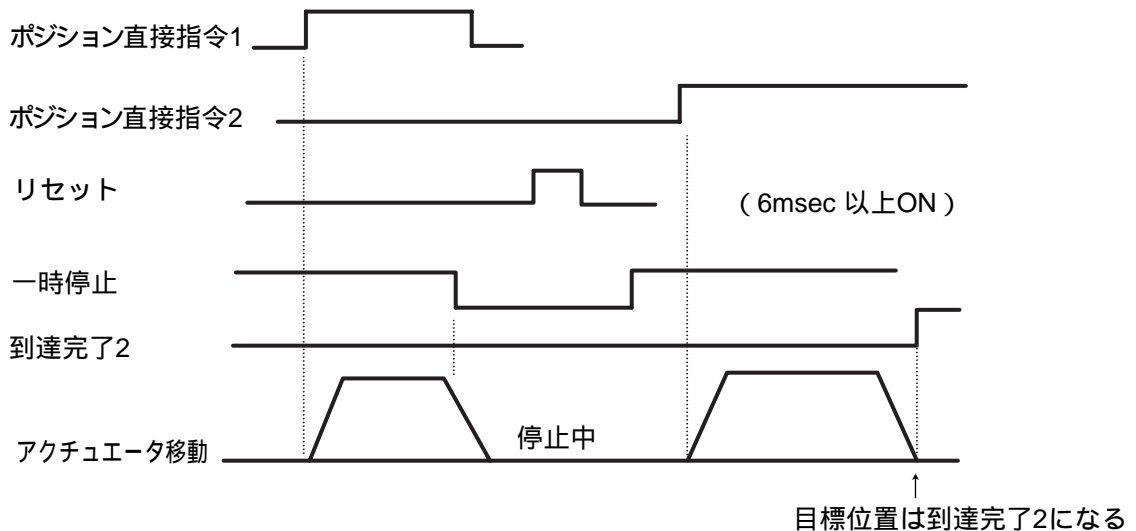 ポジション直接指令1
ポジション直接指令2
リセット
（6msec 以上ON）
一時停止
到達完了2
アクチュエータ移動
停止中
↑
目標位置は到達完了2になる